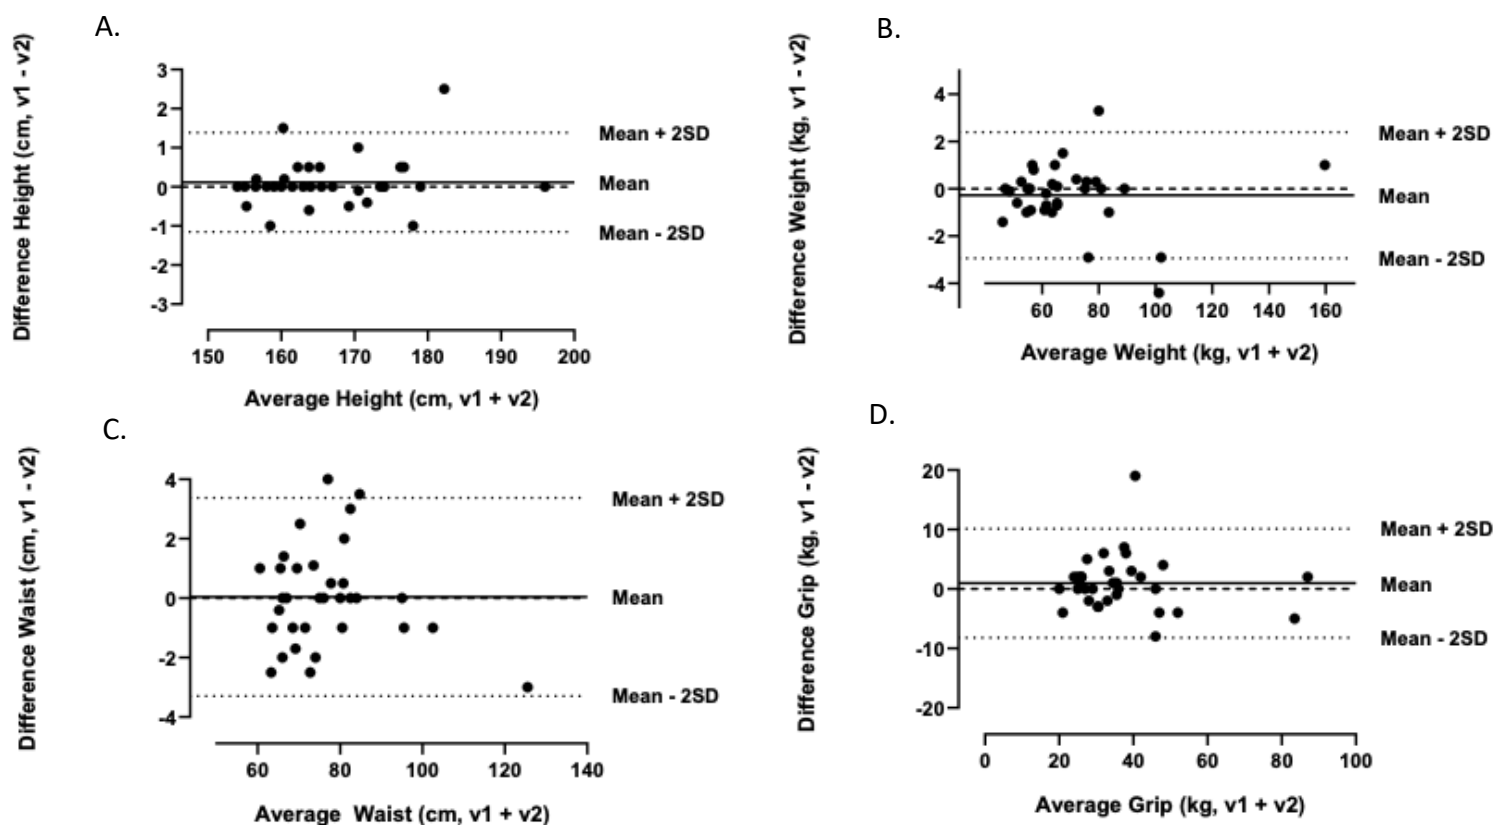 A.
Difference Height (cm, v1 - v2)
3
2
1
0
-1
-2
-3
Mean + 2SD
Mean
Mean - 2SD
150 160 170 180 190 200
Average Height (cm, v1 + v2)
B.
Difference Weight (kg, v1 - v2)
4
2
0
-2
-4
Mean + 2SD
Mean
Mean - 2SD
60 80 100 120 140 160
Average Weight (kg, v1 + v2)
C.
Difference Waist (cm, v1 - v2)
4
2
0
-2
-4
Mean + 2SD
Mean
Mean - 2SD
60 80 100 120 140
Average Waist (cm, v1 + v2)
D.
Difference Grip (kg, v1 - v2)
20
10
0
-10
-20
Mean + 2SD
Mean
Mean - 2SD
0 20 40 60 80 100
Average Grip (kg, v1 + v2)